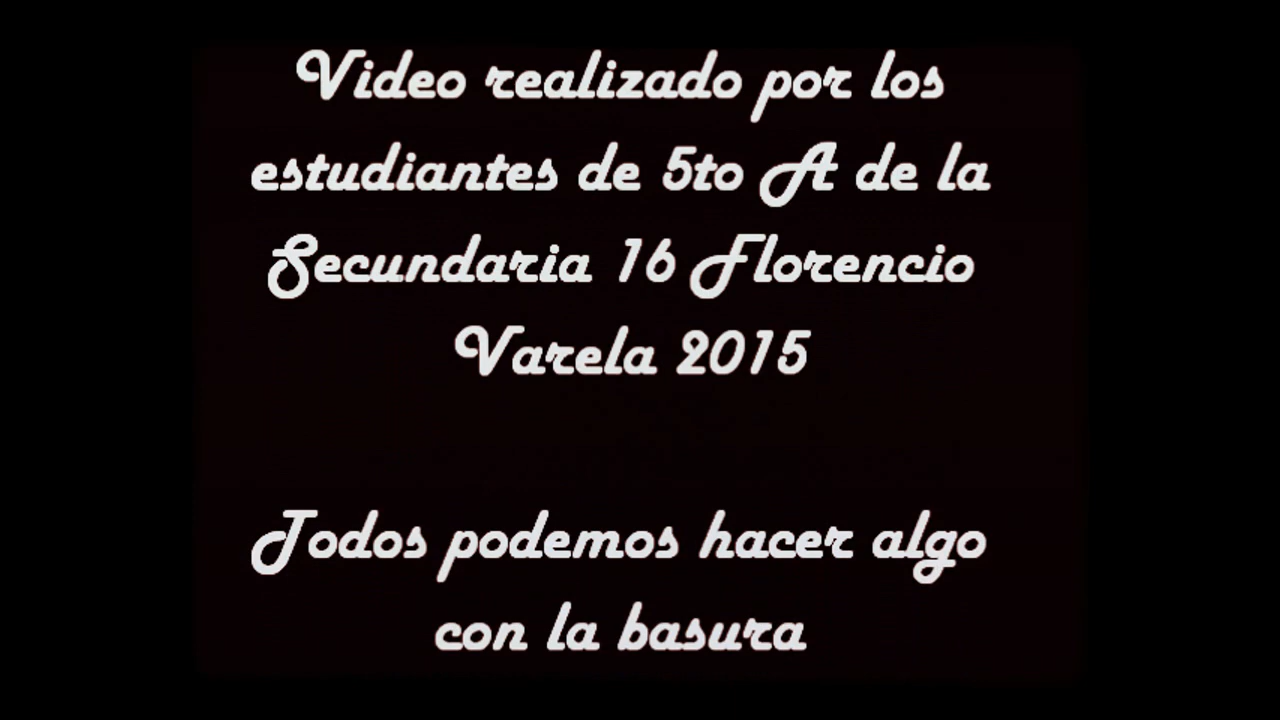 Video realizado por los
estudiantes de 5to A de la
Secundaria 16 Florencio
Varela 2015
Todos podemos hacer algo
con la basura